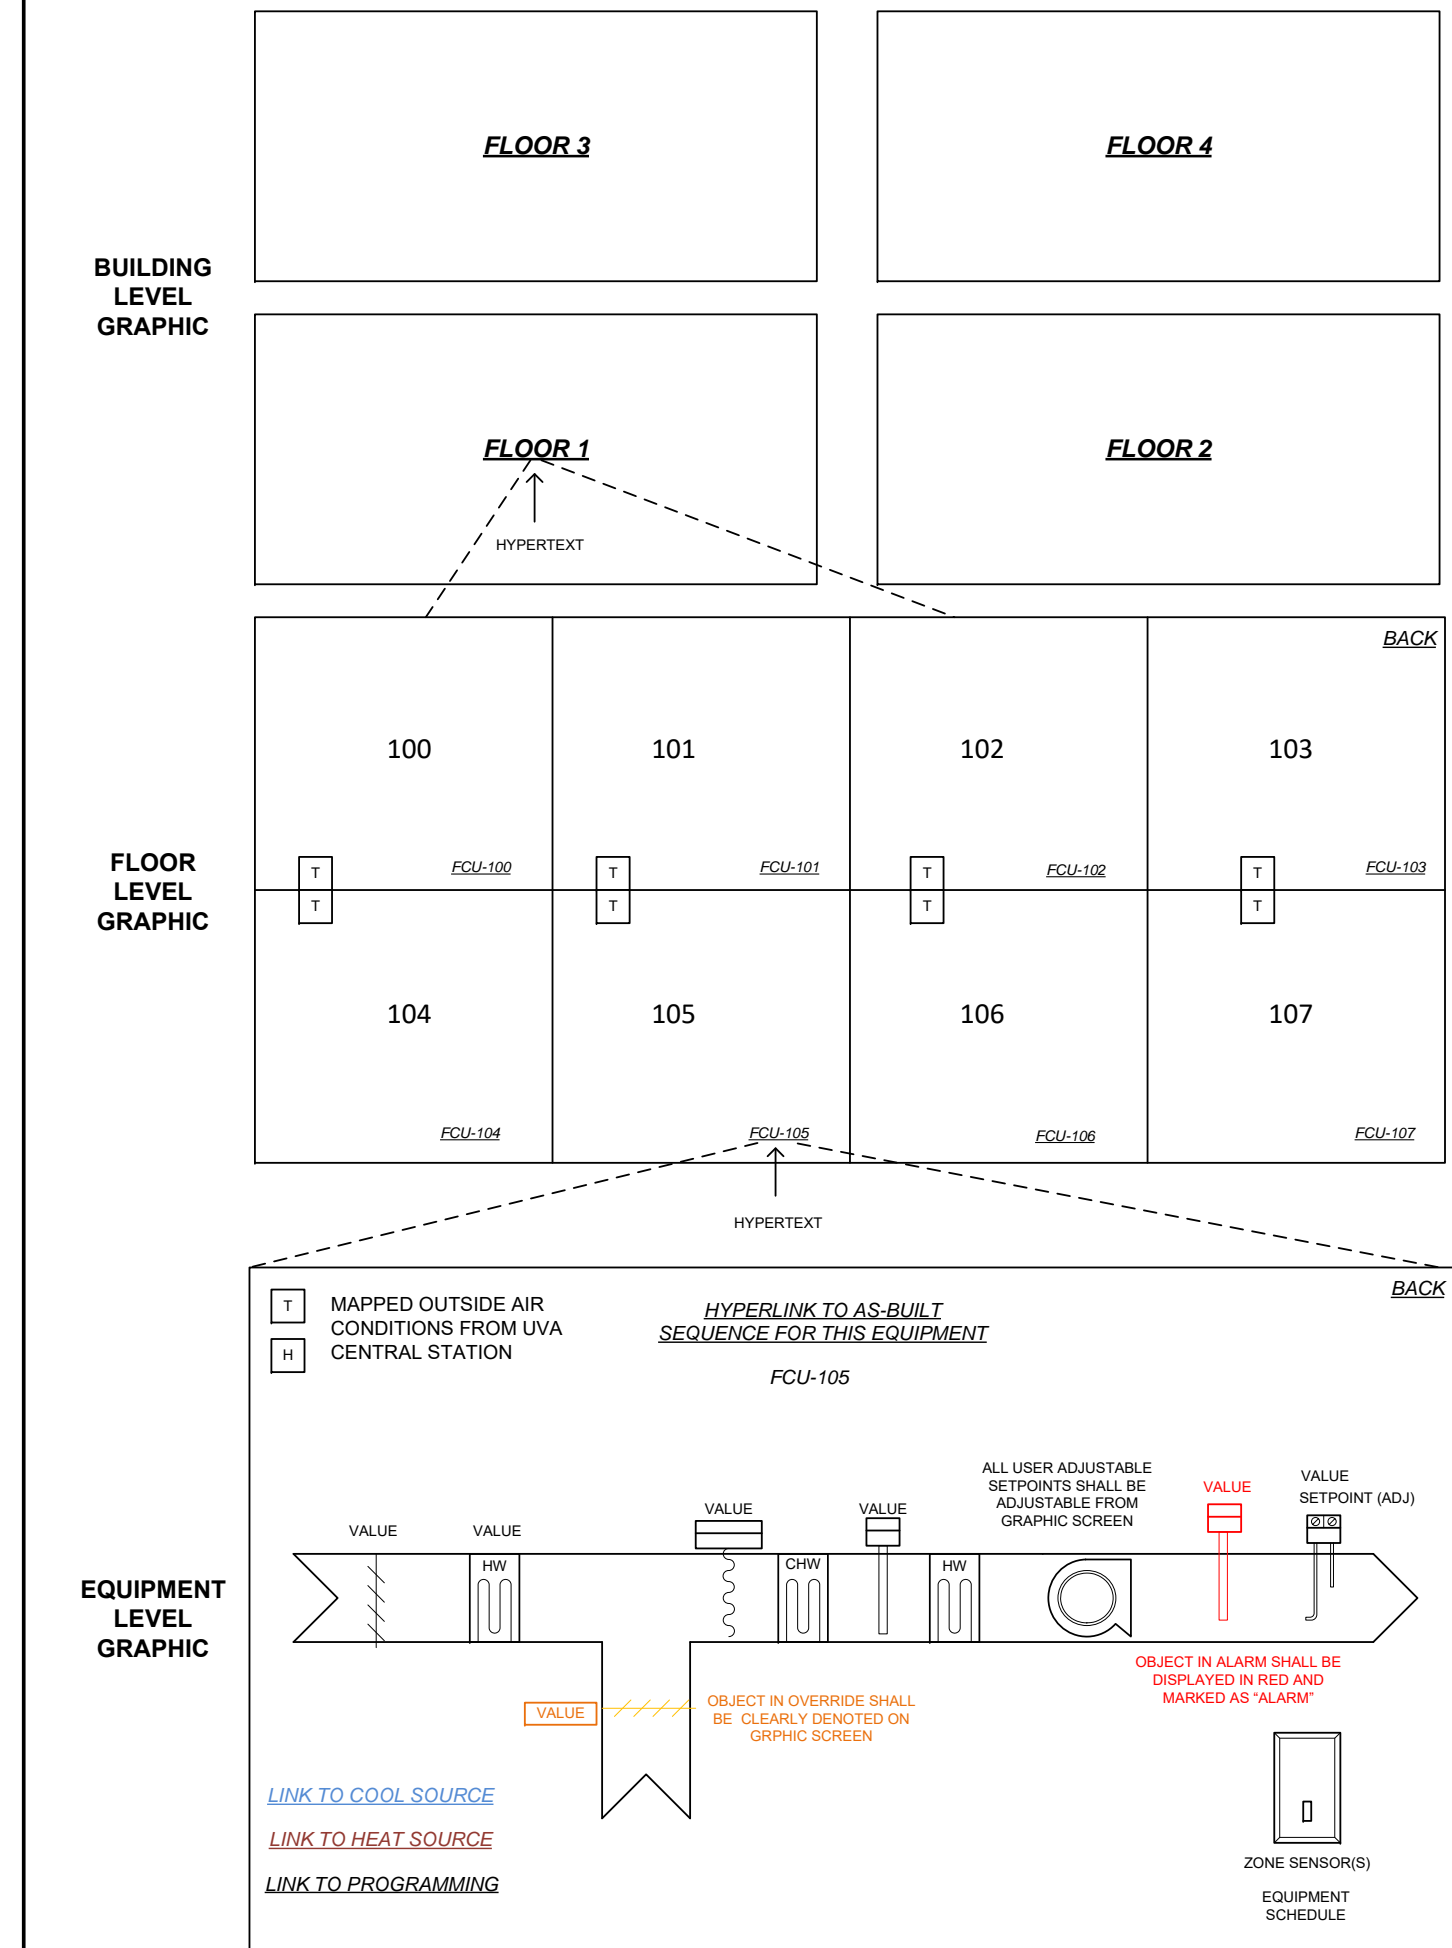 FLOOR 3
FLOOR 4
BUILDING
LEVEL
GRAPHIC
FLOOR 1
FLOOR 2
HYPERTEXT
BACK
100
101
102
103
FLOOR
LEVEL
GRAPHIC
T
FCU-100
T
FCU-101
T
FCU-102
T
FCU-103
T
T
T
T
104
105
106
107
FCU-104
FCU-105
FCU-106
FCU-107
HYPERTEXT
BACK
T
H
MAPPED OUTSIDE AIR
CONDITIONS FROM UVA
CENTRAL STATION
HYPERLINK TO AS-BUILT
SEQUENCE FOR THIS EQUIPMENT
FCU-105
ALL USER ADJUSTABLE
SETPOINTS SHALL BE
ADJUSTABLE FROM
GRAPHIC SCREEN
VALUE
VALUE
SETPOINT (ADJ)
VALUE
VALUE
VALUE
VALUE
EQUIPMENT
LEVEL
GRAPHIC
HW
CHW
HW
OBJECT IN ALARM SHALL BE
DISPLAYED IN RED AND
MARKED AS “ALARM”
VALUE
OBJECT IN OVERRIDE SHALL
BE CLEARLY DENOTED ON
GRPHIC SCREEN
LINK TO COOL SOURCE
LINK TO HEAT SOURCE
LINK TO PROGRAMMING
ZONE SENSOR(S)
EQUIPMENT
SCHEDULE